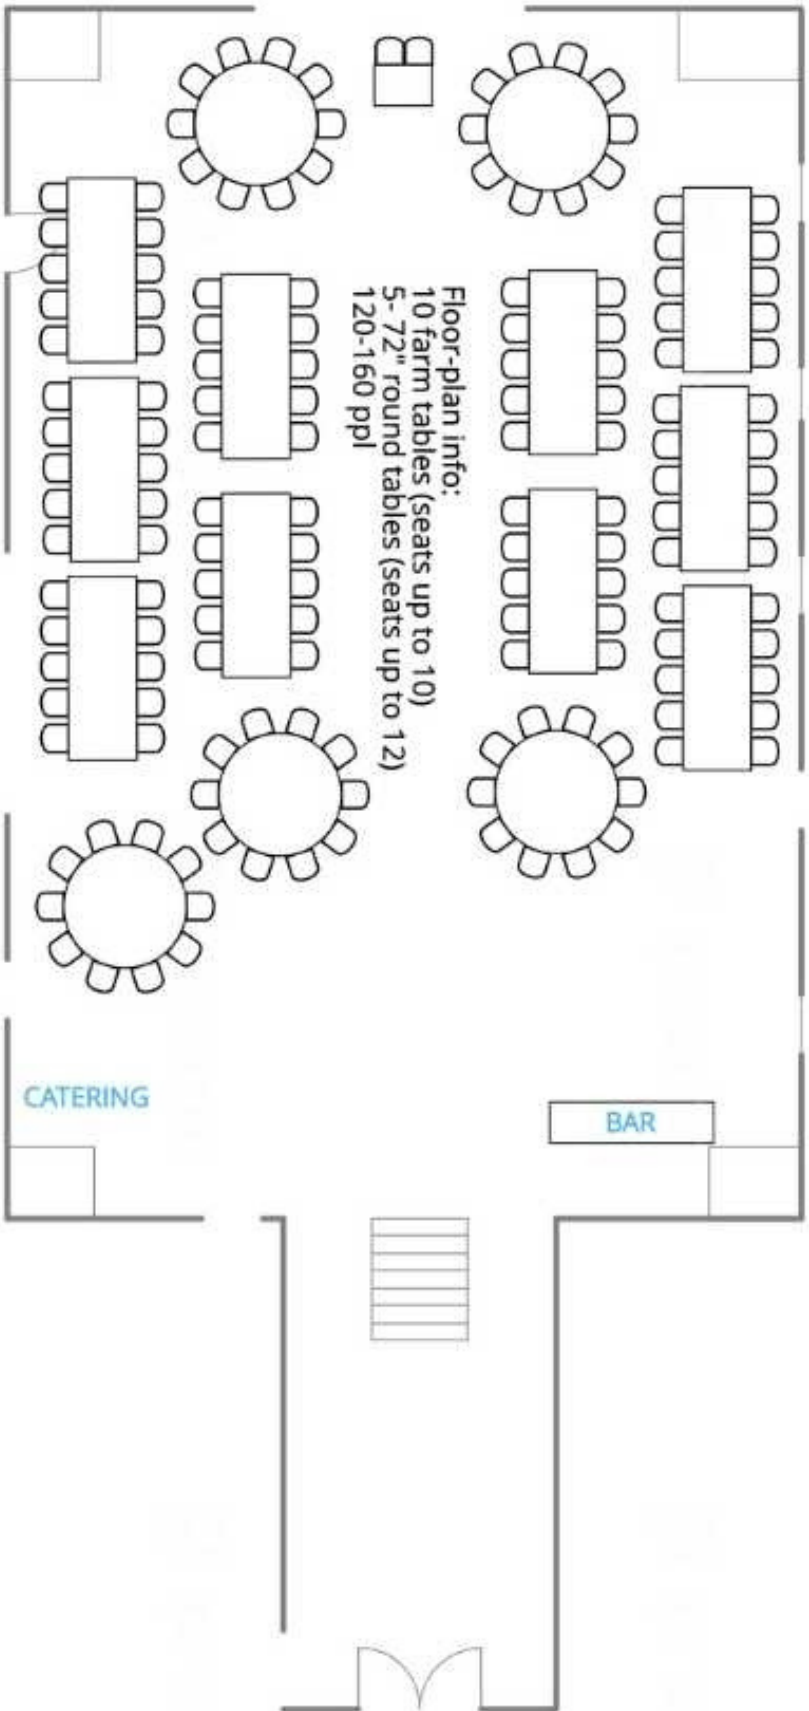 Floor-plan info:
10 farm tables (seats up to 10)
5- 72" round tables (seats up to 12)
120-160 ppl
CATERING
BAR